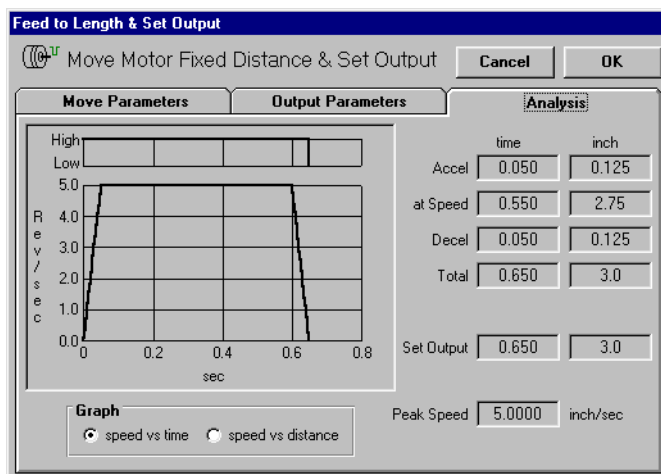 Feed to Length & Set Output
Move Motor Fixed Distance & Set Output
Cancel
OK
Move Parameters
Output Parameters
Analysis
High
Low
5.0
4.0
3.0
2.0
1.0
0.0
Rev/sec
0
0.2
0.4
0.6
0.8
sec
time inch
Accel 0.050 0.125
at Speed 0.550 2.75
Decel 0.050 0.125
Total 0.650 3.0
Set Output 0.650 3.0
Peak Speed 5.0000 inch/sec
Graph
speed vs time
speed vs distance